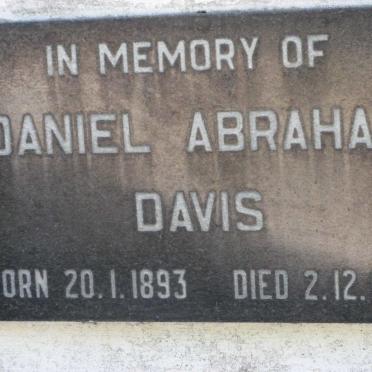 IN MEMORY OF
DANIEL ABRAHA
DAVIS
ORN 20.1.1893 DIED 2.12.